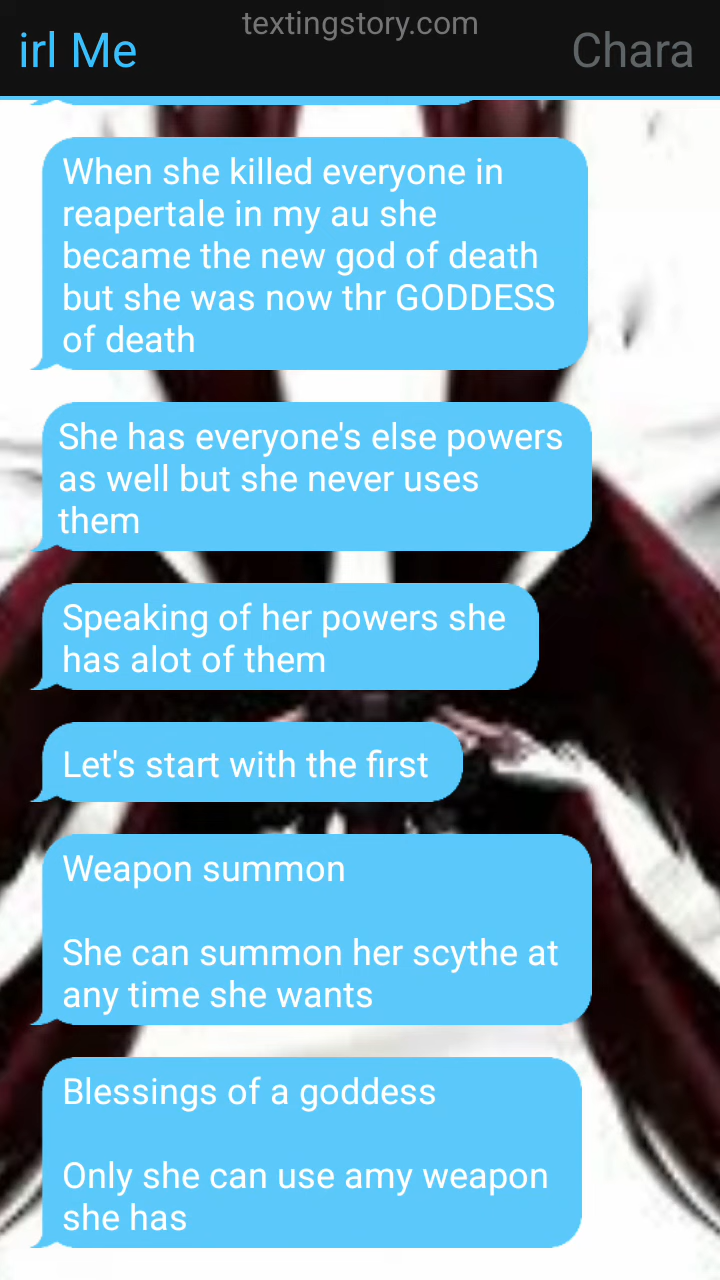 textingstory.com
irl Me
Chara
When she killed everyone in
reapertale in my au she
became the new god of death
but she was now thr GODDESS
of death
She has everyone's else powers
as well but she never uses
them
Speaking of her powers she
has alot of them
Let's start with the first
Weapon summon
She can summon her scythe at
any time she wants
Blessings of a goddess
Only she can use amy weapon
she has